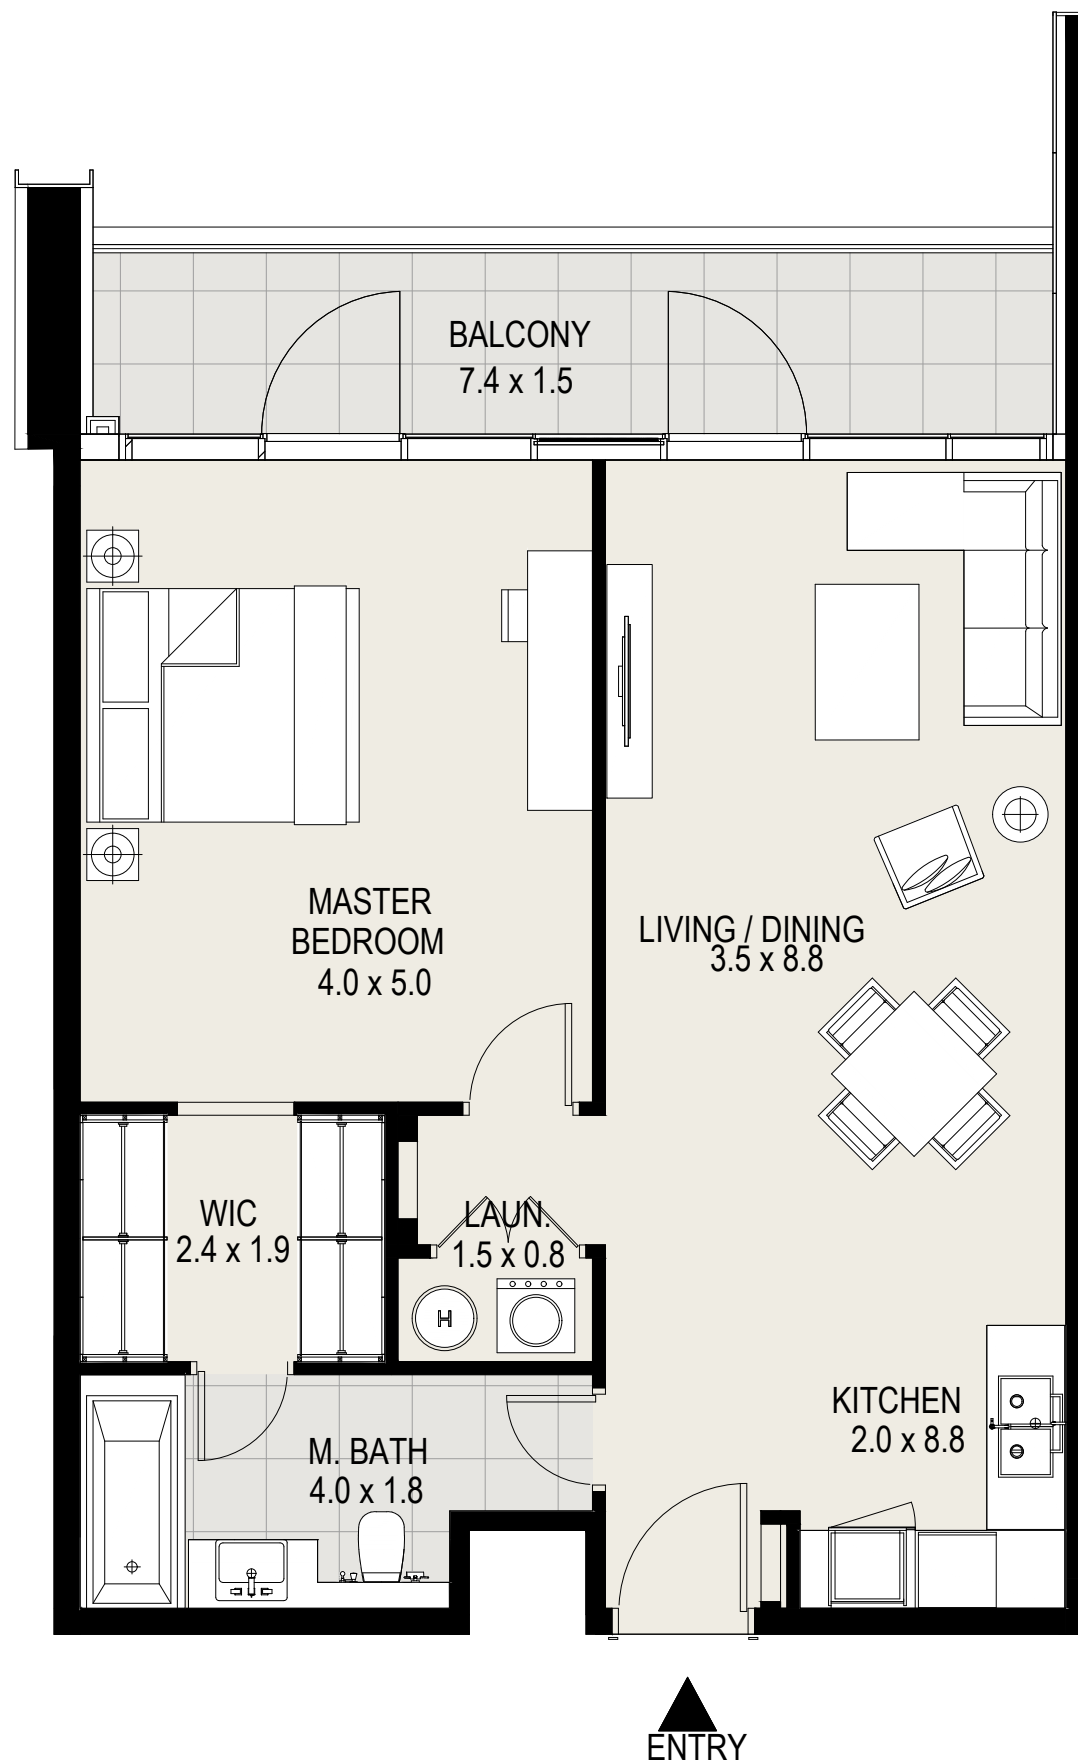 BALCONY
7.4 x 1.5
MASTER
BEDROOM
4.0 x 5.0
LIVING / DINING
3.5 x 8.8
WIC
2.4 x 1.9
LAUN.
1.5 x 0.8
H
KITCHEN
2.0 x 8.8
M. BATH
4.0 x 1.8
ENTRY